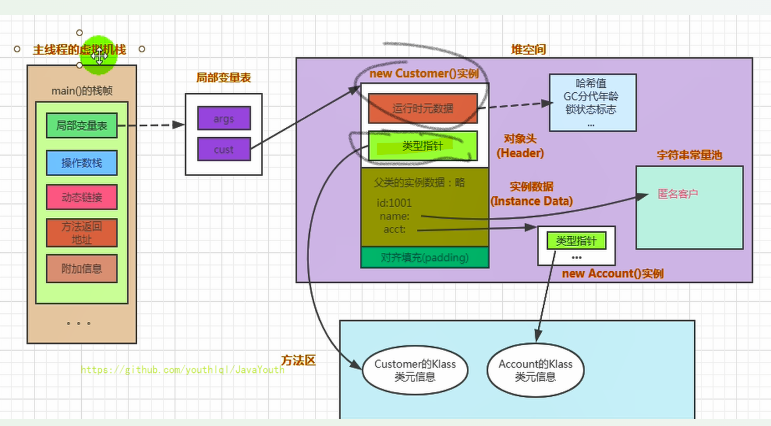 主线程的虚拟机栈
main()的栈帧
局部变量表
操作数栈
动态链接
方法返回
地址
附加信息
。。。
局部变量表
args
cust
堆空间
new Customer()实例
运行时元数据
类型指针
父类的实例数据：略
id:1001
name:
acct:
对齐填充(padding)
哈希值
GC分代年龄
锁状态标志
...
对象头
(Header)
实例数据
(Instance Data)
字符串常量池
匿名客户
类型指针
...
new Account()实例
方法区
Customer的Klass
类元信息
Account的Klass
类元信息
https://github.com/youthlql/JavaYouth